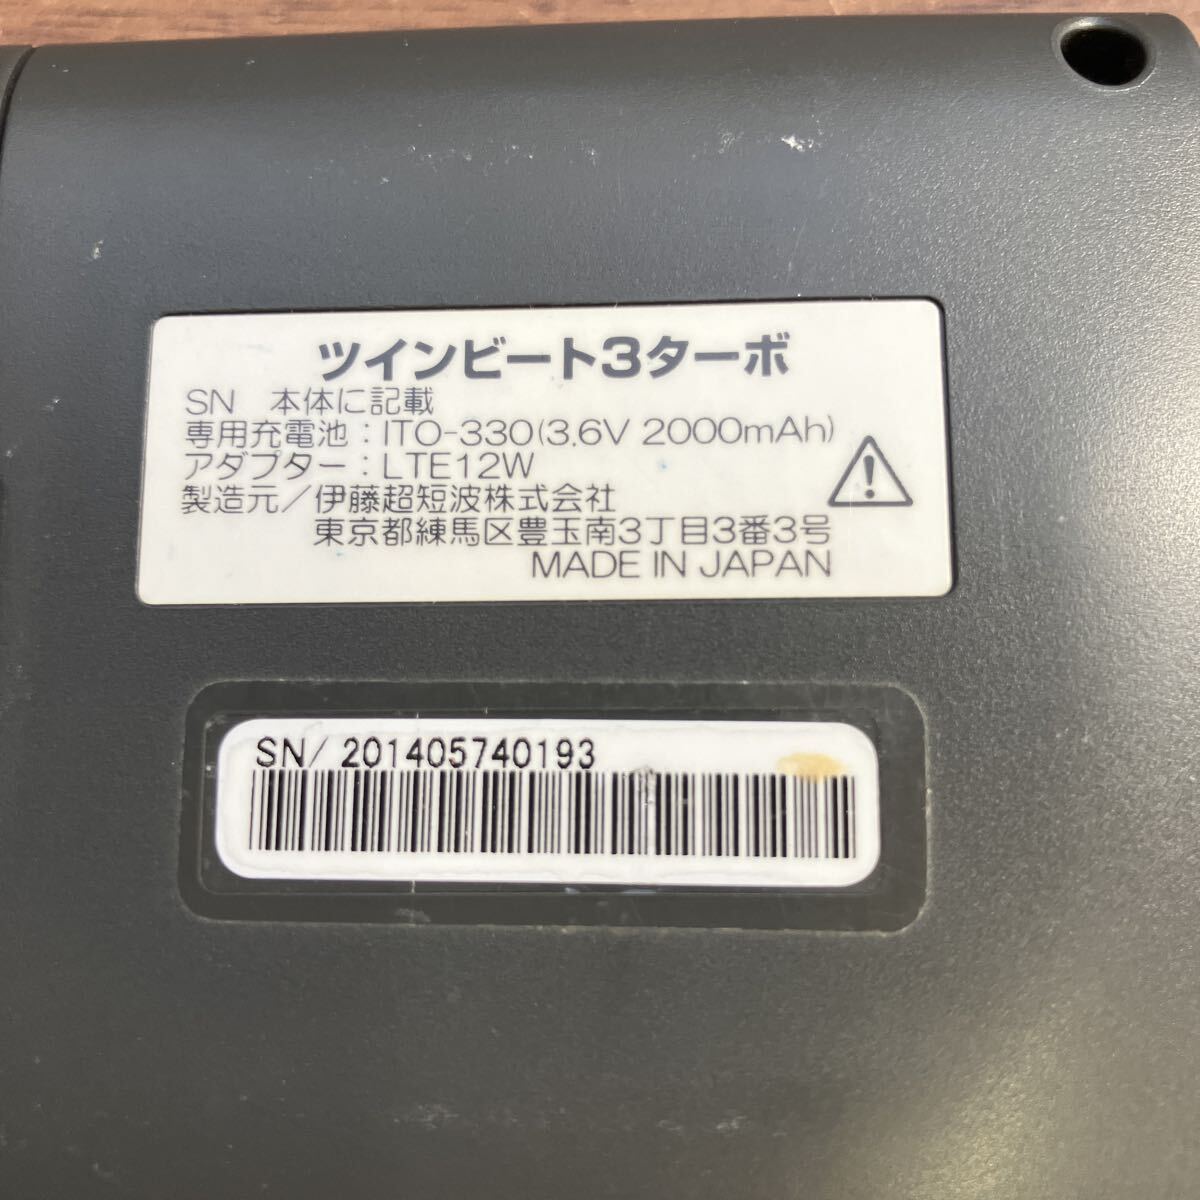 ツインビート3ターボ
SN　本体に記載
専用充電池：ITO-330(3.6V 2000mAh)
アダプター：LTE12W
製造元／伊藤超短波株式会社
東京都練馬区豊玉南3丁目3番3号
MADE IN JAPAN
SN/ 201405740193